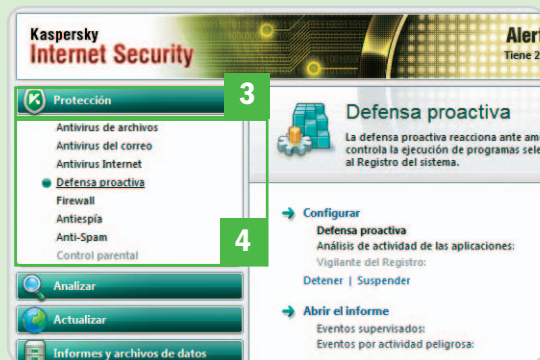 Kaspersky
Internet Security
Tiene 2
Protección
3
Antivirus de archivos
Antivirus del correo
Antivirus Internet
Defensa proactiva
Firewall
Antiespía
Anti-Spam
Control parental
4
Analizar
Actualizar
Informes y archivos de datos
Defensa proactiva
La defensa proactiva reacciona ante
controla la ejecución de programas
al Registro del sistema.
Configurar
Defensa proactiva
Análisis de actividad de las aplicaciones:
Vigilante del Registro:
Detener | Suspender
Abrir el informe
Eventos supervisados:
Eventos por actividad peligrosa: